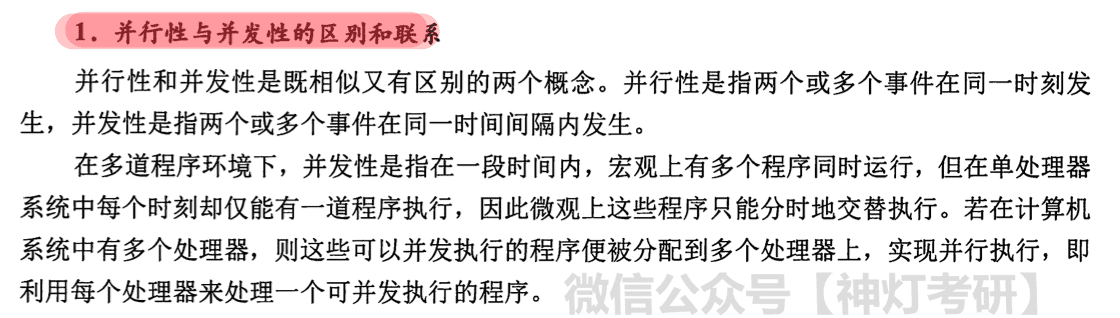 1．并行性与并发性的区别和联系
并行性和并发性是既相似又有区别的两个概念。并行性是指两个或多个事件在同一时刻发
生，并发性是指两个或多个事件在同一时间间隔内发生。
在多道程序环境下，并发性是指在一段时间内，宏观上有多个程序同时运行，但在单处理器
系统中每个时刻却仅能有一道程序执行，因此微观上这些程序只能分时地交替执行。若在计算机
系统中有多个处理器，则这些可以并发执行的程序便被分配到多个处理器上，实现并行执行，即
利用每个处理器来处理一个可并发执行的程序。
微信公众号【神灯考研】